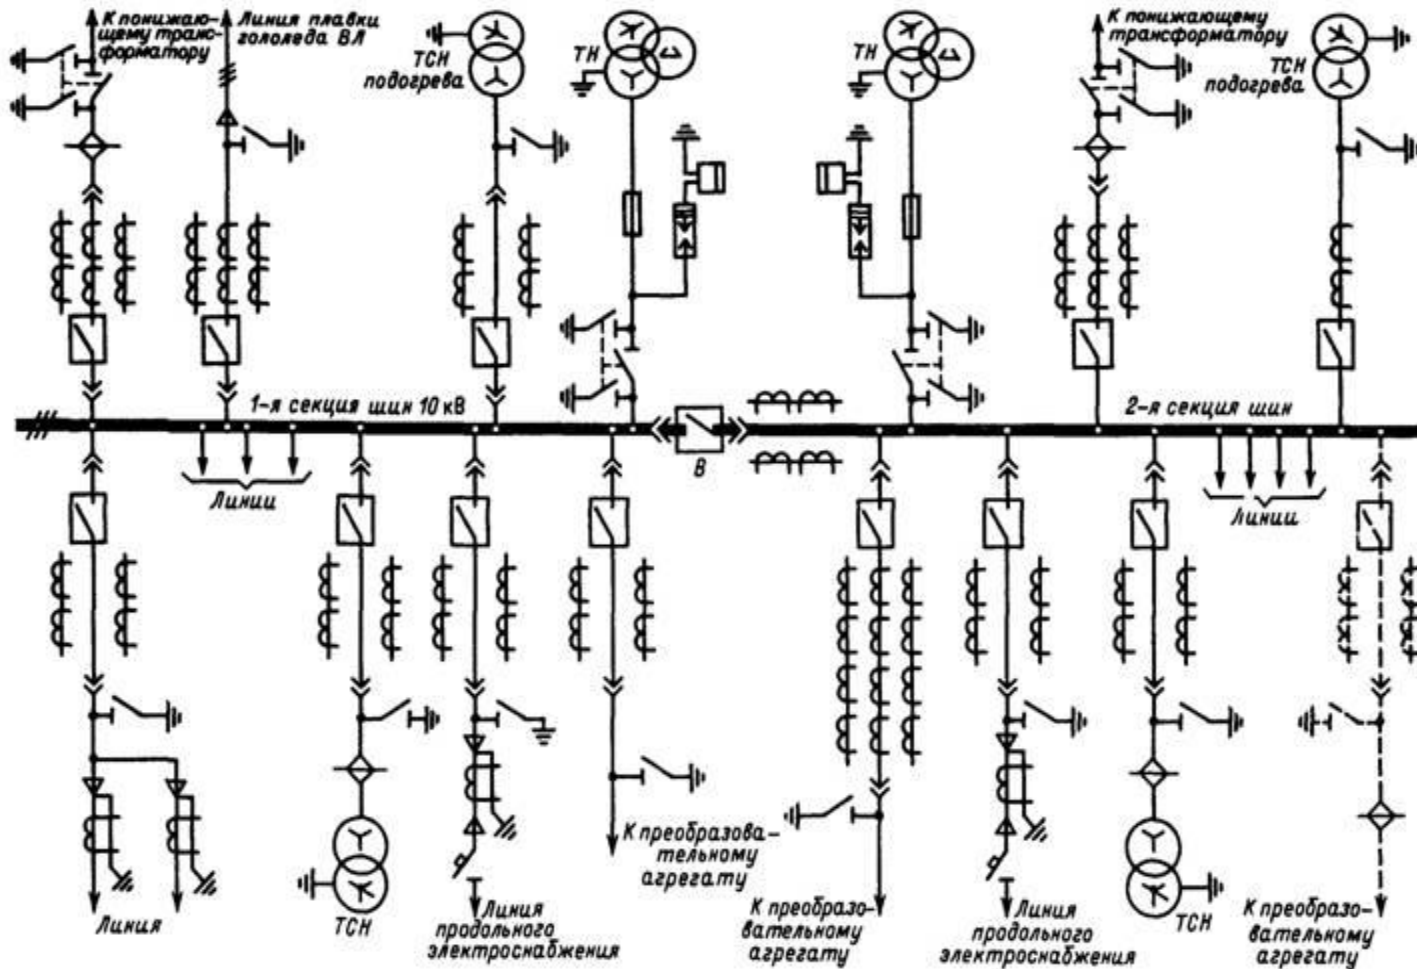 К понижаю-
щему транс-
форматору
Линия плавки
гололеда ВЛ
ТСН
подогрева
ТН
ТН
К понижающему
трансформатору
ТСН
подогрева
1-я секция шин 10 кВ
2-я секция шин
В
Линии
Линии
Линия
ТСН
Линия
продольного
электроснабжения
К преобразова-
тельному
агрегату
К преобразо-
вательному
агрегату
Линия
продольного
электроснабжения
ТСН
К преобразо-
вательному
агрегату